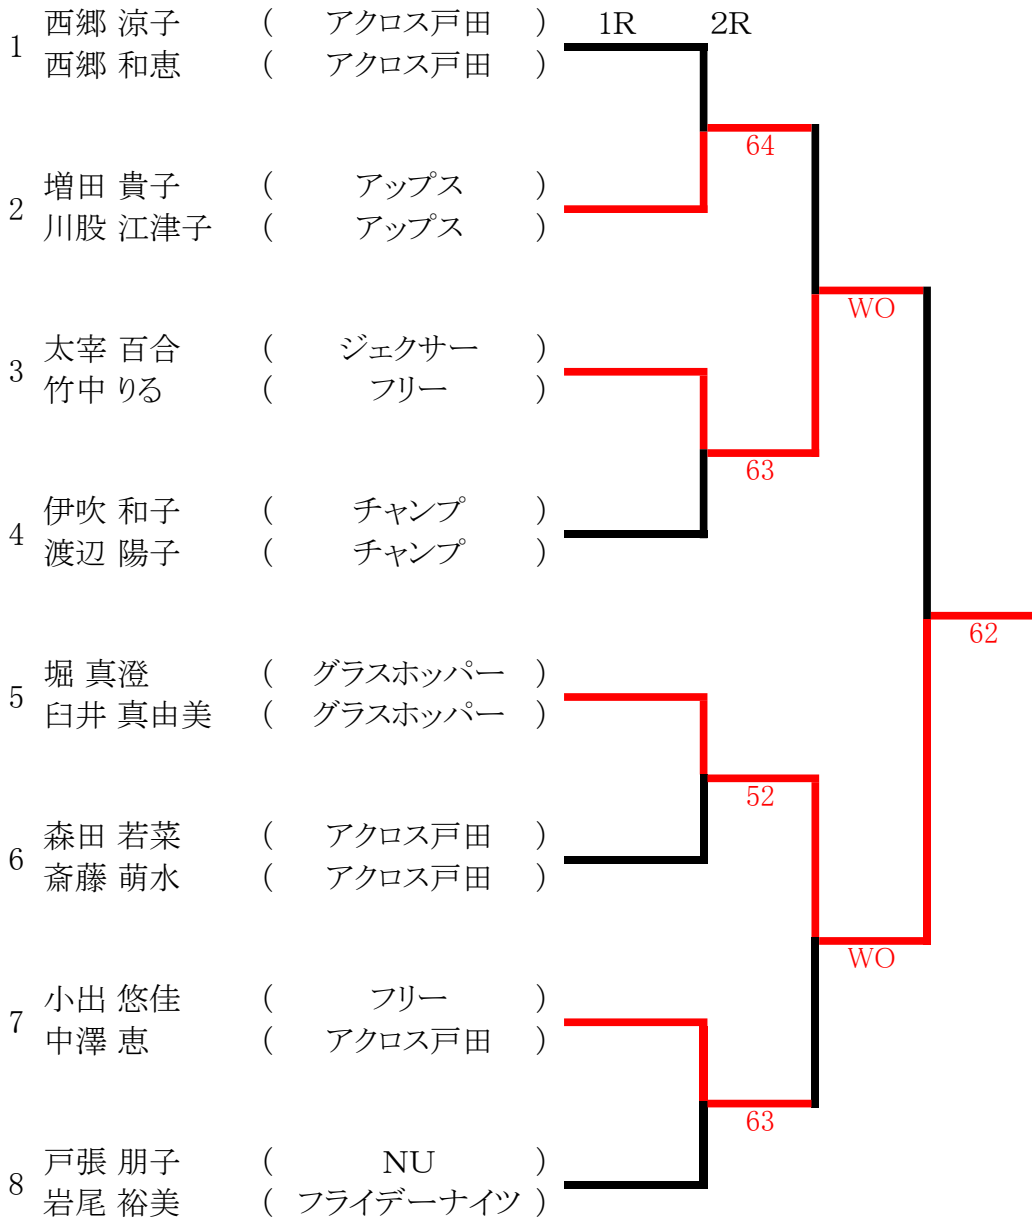 1R 2R
1 西郷 涼子 ( アクロス戸田 )
西郷 和恵 ( アクロス戸田 )
64
2 増田 貴子 ( アップス )
川股 江津子 ( アップス )
WO
3 太宰 百合 ( ジェクサー )
竹中 りる ( フリー )
63
4 伊吹 和子 ( チャンプ )
渡辺 陽子 ( チャンプ )
62
5 堀 真澄 ( グラスホッパー )
臼井 真由美 ( グラスホッパー )
52
6 森田 若菜 ( アクロス戸田 )
斎藤 萌水 ( アクロス戸田 )
WO
7 小出 悠佳 ( フリー )
中澤 恵 ( アクロス戸田 )
63
8 戸張 朋子 ( NU )
岩尾 裕美 ( フライデーナイツ )